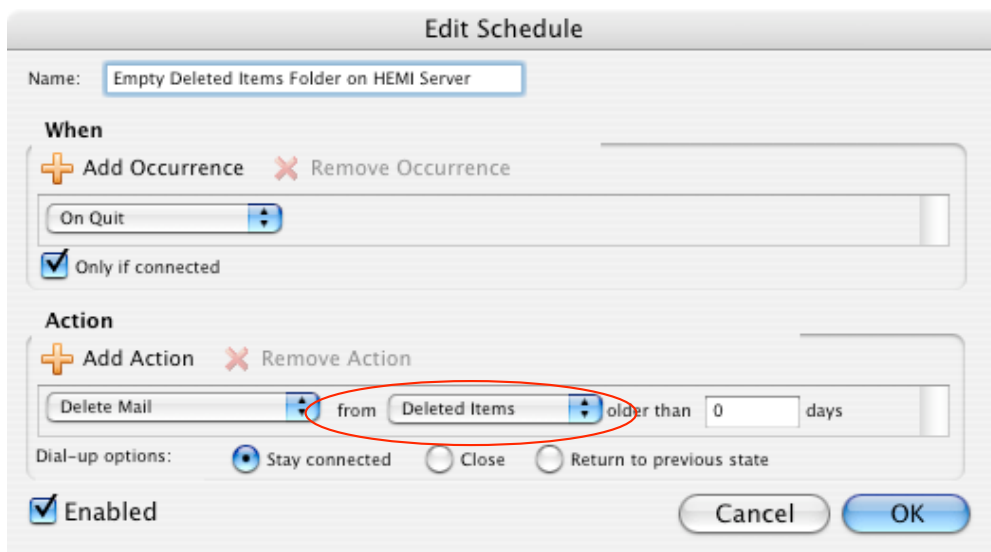 Edit Schedule
Name: Empty Deleted Items Folder on HEMI Server
When
Add Occurrence Remove Occurrence
On Quit
Only if connected
Action
Add Action Remove Action
Delete Mail from Deleted Items older than 0 days
Dial-up options: Stay connected Close Return to previous state
Enabled Cancel OK